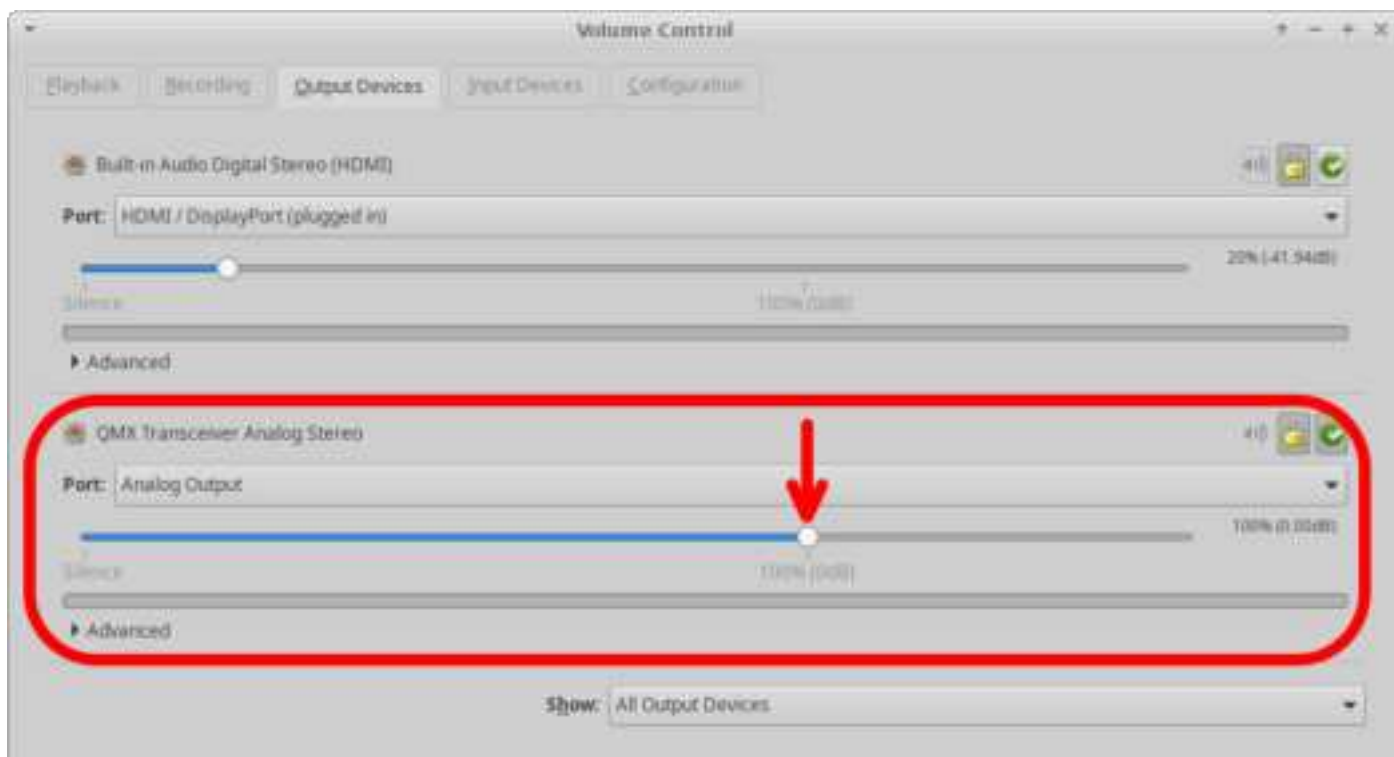 Volume Control
Playback Recording Output Devices Input Devices Configuration
Built-in Audio Digital Stereo (HDMI)
Port: HDMI / DisplayPort (plugged in)
20% (-41.94dB)
Silence 100% (0dB)
Advanced
QMX Transceiver Analog Stereo
Port: Analog Output
100% (0.00dB)
Silence 100% (0dB)
Advanced
Show: All Output Devices